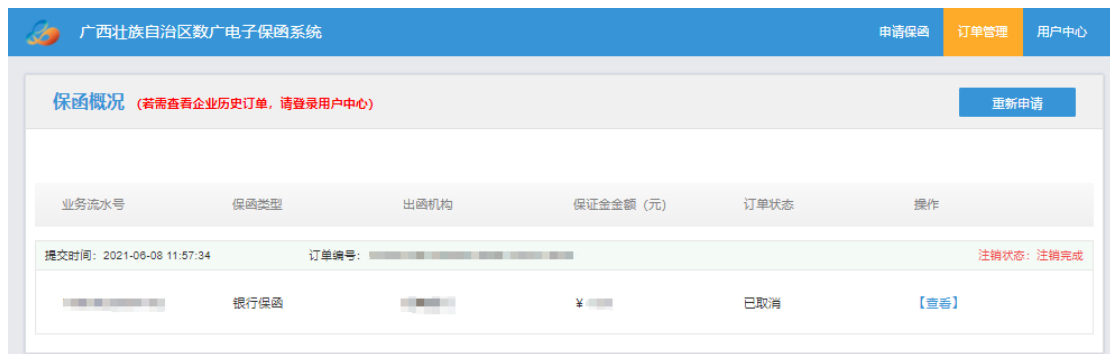 广西壮族自治区数广电子保函系统 申请保函 订单管理 用户中心
保函概况 (若需查看企业历史订单，请登录用户中心) 重新申请
业务流水号 保函类型 出函机构 保证金金额（元） 订单状态 操作
提交时间：2021-06-08 11:57:34 订单编号： 注销状态：注销完成
银行保函 ¥ 已取消 【查看】